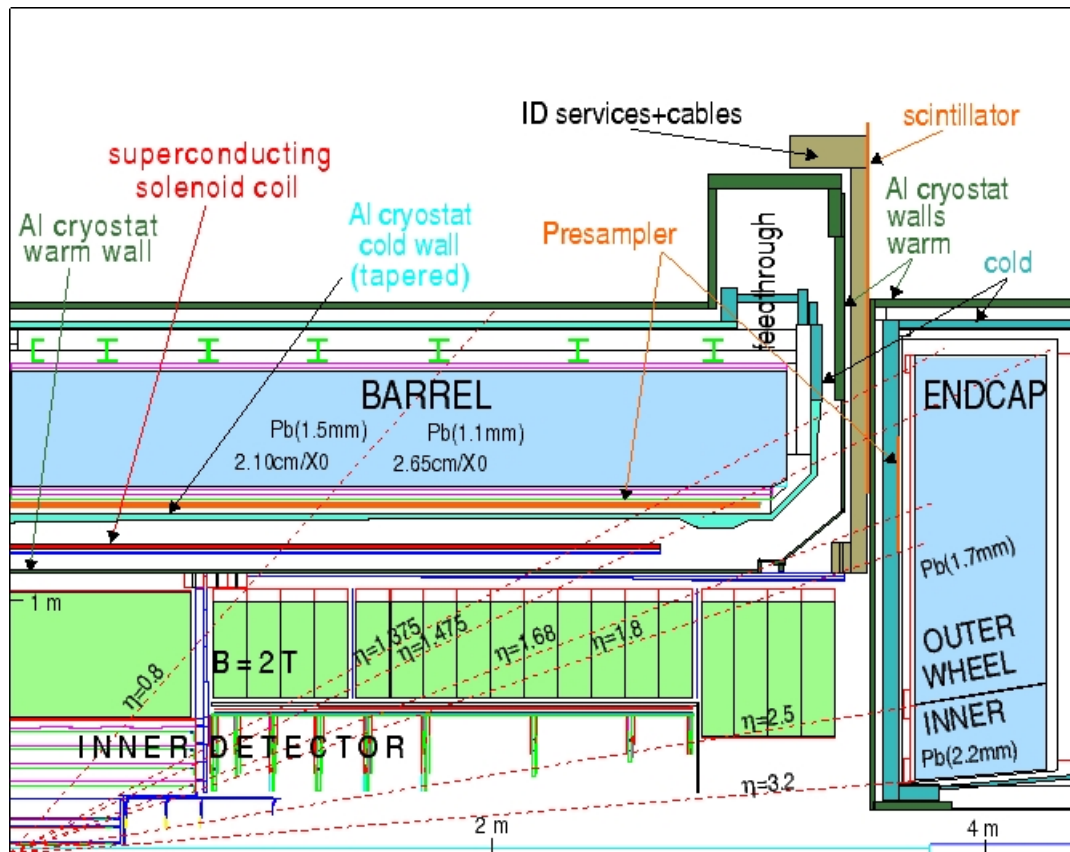 ID services+cables
scintillator
superconducting
solenoid coil
Al cryostat
warm wall
Al cryostat
cold wall
(tapered)
Presampler
feedthrough
Al cryostat
walls
warm
cold
BARREL
Pb(1.5mm)
Pb(1.1mm)
2.10cm/X0
2.65cm/X0
ENDCAP
Pb(1.7mm)
OUTER
WHEEL
INNER
Pb(2.2mm)
1 m
B=2T
η=0.8
η=1.375
η=1.475
η=1.68
η=1.8
η=2.5
η=3.2
INNER DETECTOR
2 m
4 m